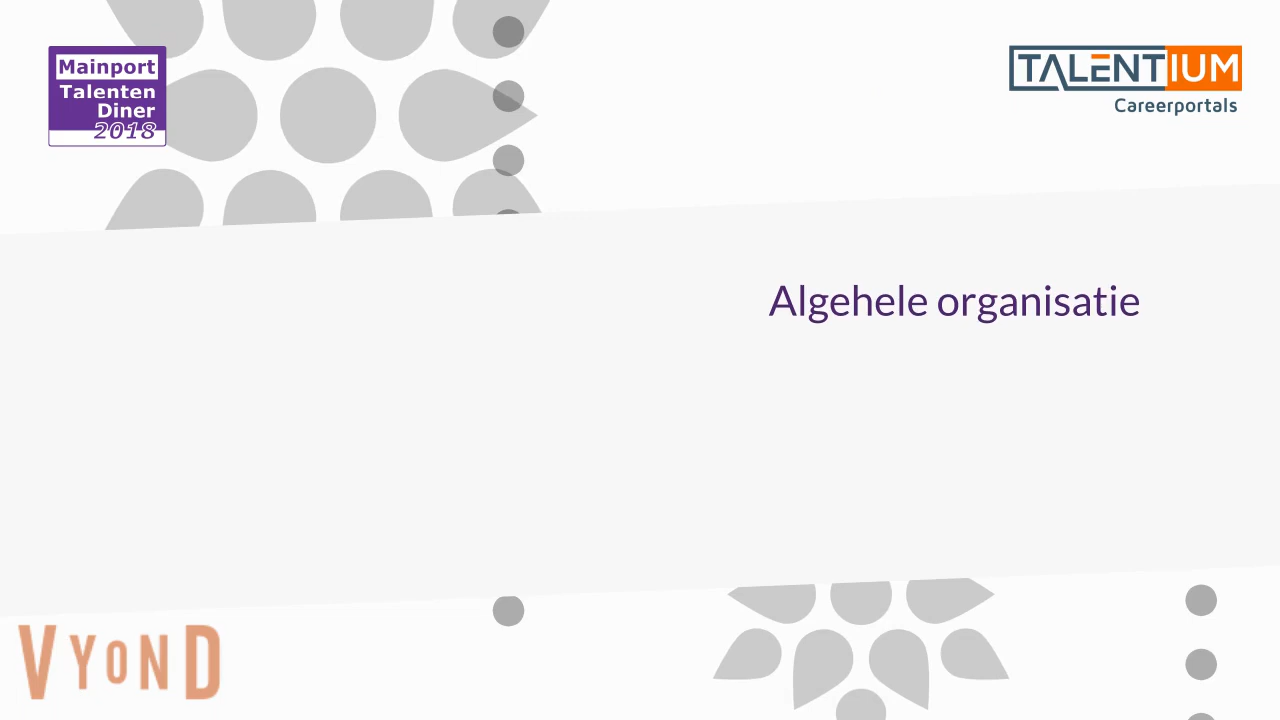 Mainport
Talenten
Diner
2018
TALENTIUM
Careerportals
Algehele organisatie
VYOND